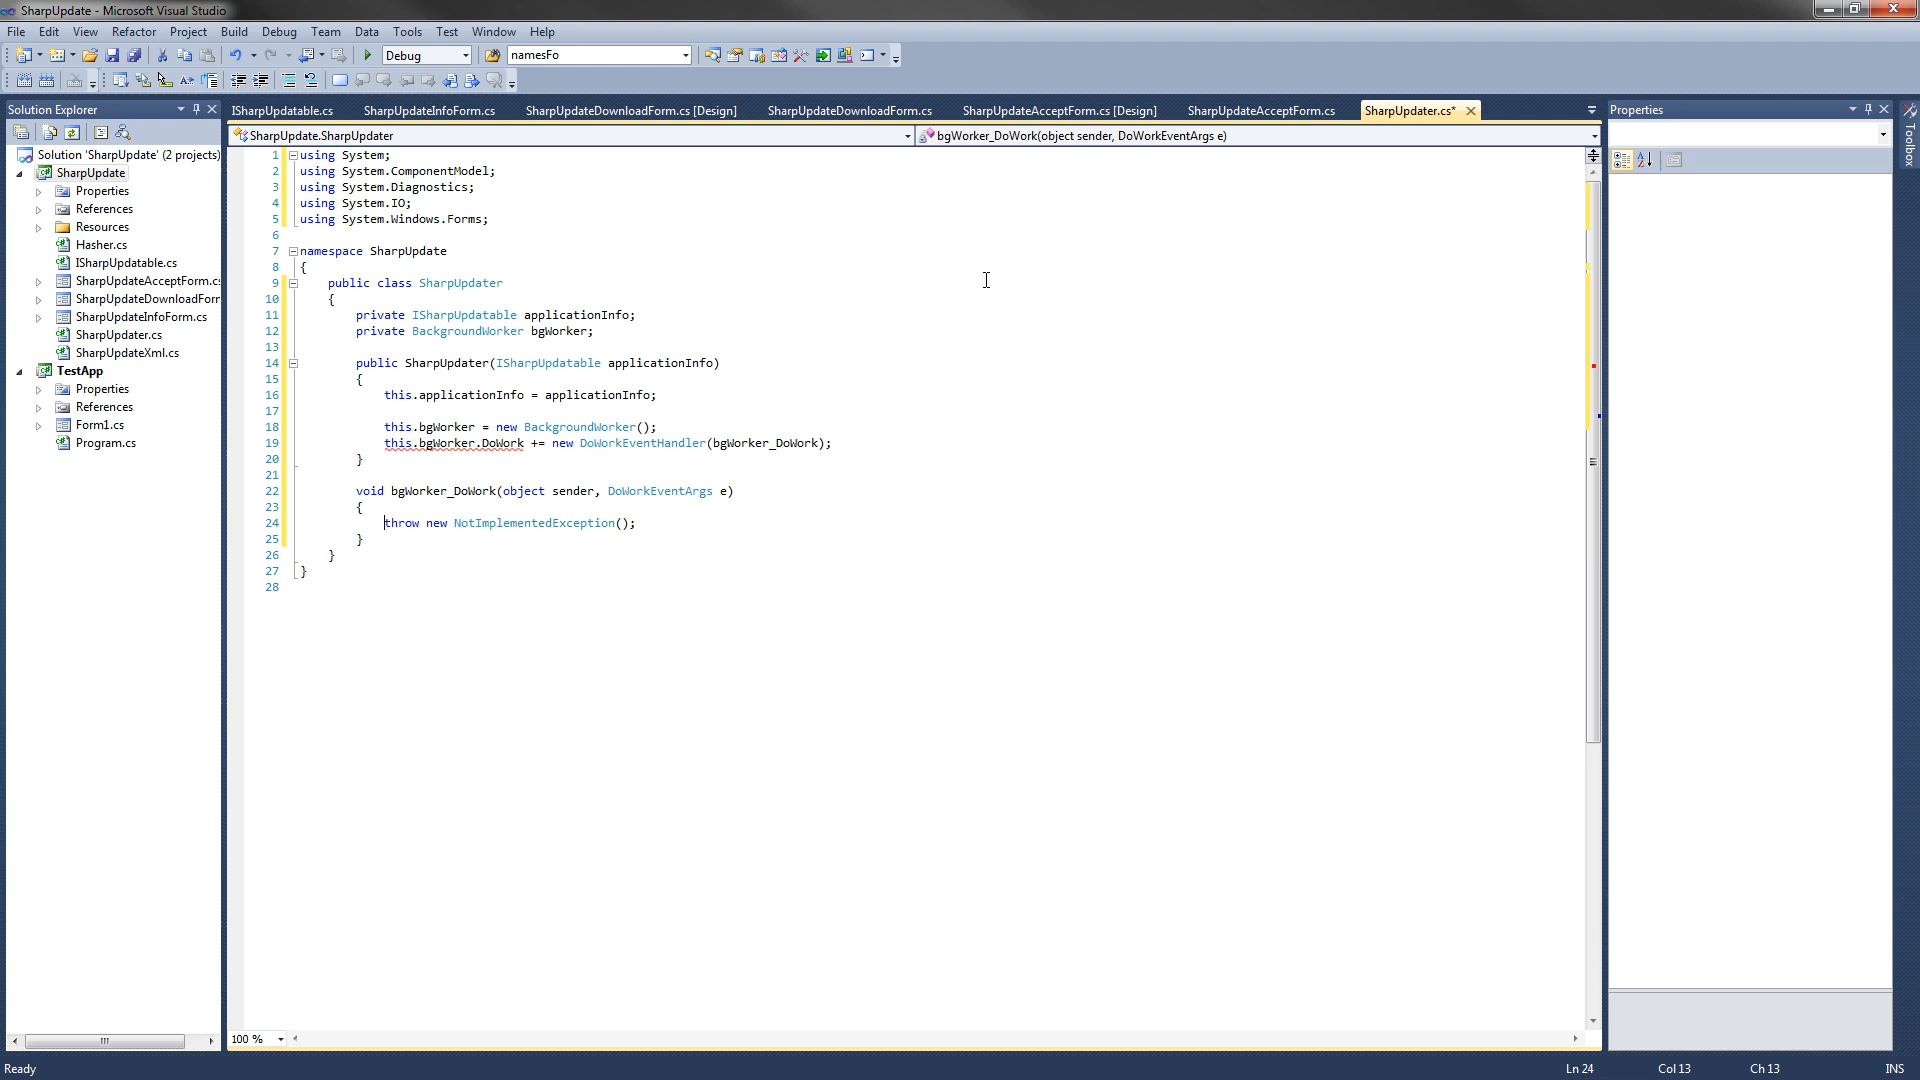 SharpUpdate - Microsoft Visual Studio
File Edit View Refactor Project Build Debug Team Data Tools Test Window Help
Debug namesFo
Solution Explorer
ISharpUpdatable.cs SharpUpdateInfoForm.cs SharpUpdateDownloadForm.cs [Design] SharpUpdateDownloadForm.cs SharpUpdateAcceptForm.cs [Design] SharpUpdateAcceptForm.cs SharpUpdater.cs*
Properties
Toolbox
SharpUpdate.SharpUpdater
bgWorker_DoWork(object sender, DoWorkEventArgs e)
Solution 'SharpUpdate' (2 projects)
SharpUpdate
Properties
References
Resources
Hasher.cs
ISharpUpdatable.cs
SharpUpdateAcceptForm.cs
SharpUpdateDownloadForm
SharpUpdateInfoForm.cs
SharpUpdater.cs
SharpUpdateXml.cs
TestApp
Properties
References
Form1.cs
Program.cs
1 using System;
2 using System.ComponentModel;
3 using System.Diagnostics;
4 using System.IO;
5 using System.Windows.Forms;
6
7 namespace SharpUpdate
8 {
9 public class SharpUpdater
10 {
11 private ISharpUpdatable applicationInfo;
12 private BackgroundWorker bgWorker;
13
14 public SharpUpdater(ISharpUpdatable applicationInfo)
15 {
16 this.applicationInfo = applicationInfo;
17
18 this.bgWorker = new BackgroundWorker();
19 this.bgWorker.DoWork += new DoWorkEventHandler(bgWorker_DoWork);
20 }
21
22 void bgWorker_DoWork(object sender, DoWorkEventArgs e)
23 {
24 throw new NotImplementedException();
25 }
26 }
27 }
28
100 %
Ready Ln 24 Col 13 Ch 13 INS